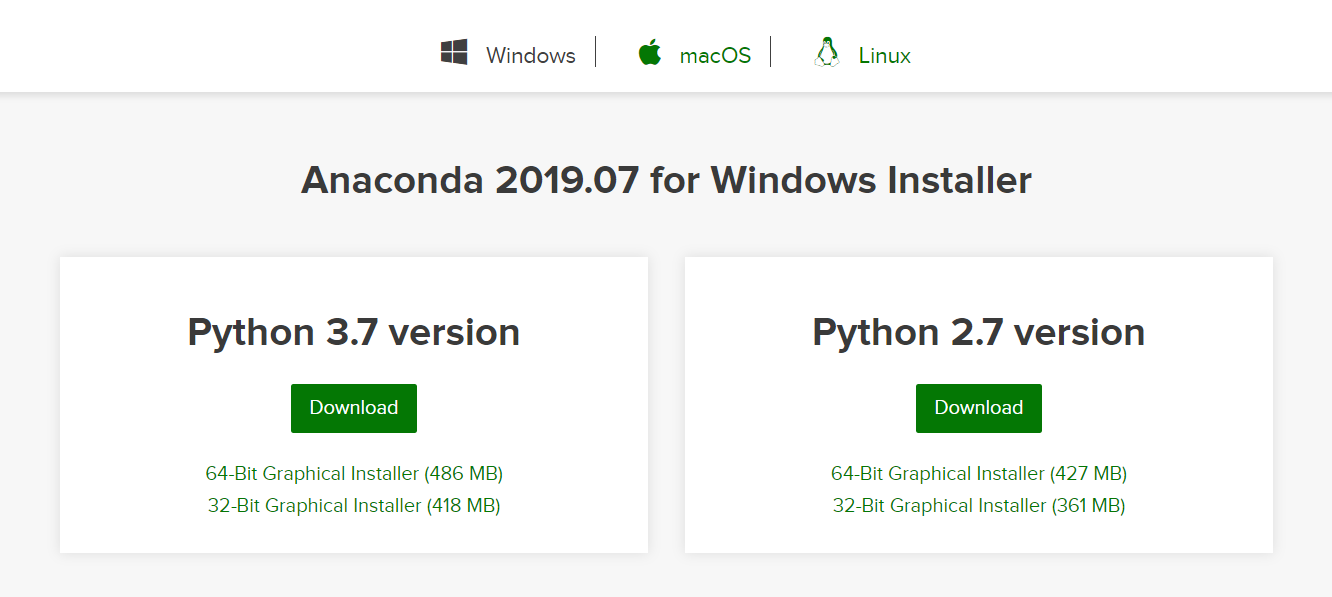 Windows macOS Linux
Anaconda 2019.07 for Windows Installer
Python 3.7 version
Download
64-Bit Graphical Installer (486 MB)
32-Bit Graphical Installer (418 MB)
Python 2.7 version
Download
64-Bit Graphical Installer (427 MB)
32-Bit Graphical Installer (361 MB)